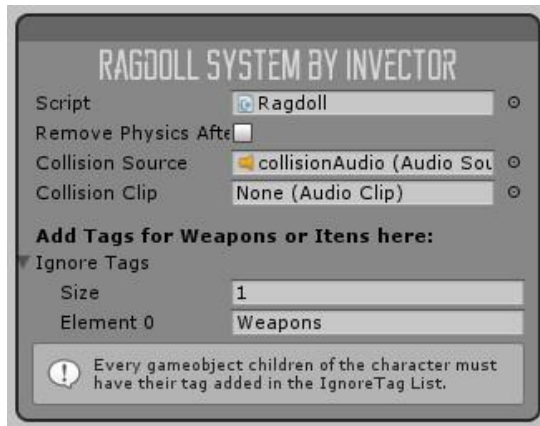 RAGDOLL SYSTEM BY INVECTOR
Script Ragdoll
Remove Physics Afte
Collision Source collisionAudio (Audio Sou
Collision Clip None (Audio Clip)
Add Tags for Weapons or Itens here:
Ignore Tags
Size 1
Element 0 Weapons
Every gameobject children of the character must
have their tag added in the IgnoreTag List.